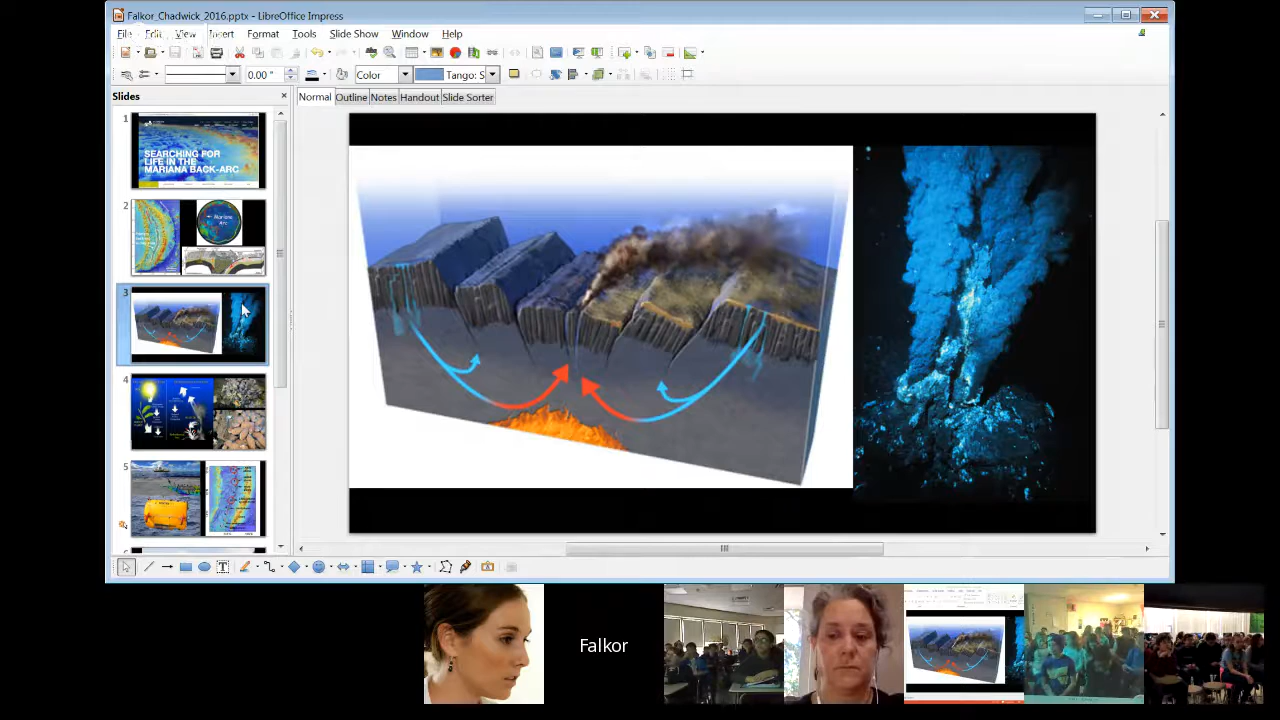 Falkor_Chadwick_2016.pptx - LibreOffice Impress
File Edit View Insert Format Tools Slide Show Window Help
0.00 "
Color
Tango: S
Slides
Normal Outline Notes Handout Slide Sorter
1
SEARCHING FOR
LIFE IN THE
MARIANA BACK-ARC
2
Mariana
Arc
3
4
5
Falkor